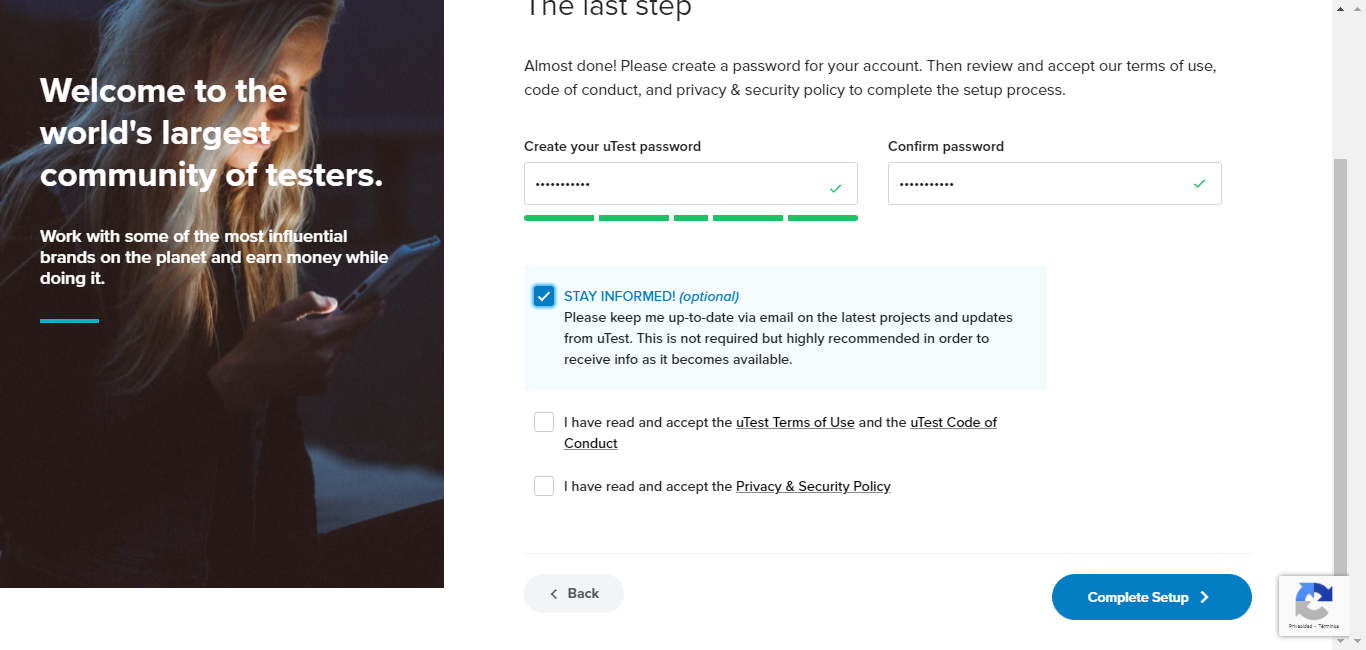 The last step
Welcome to the
world's largest
community of testers.
Work with some of the most influential
brands on the planet and earn money while
doing it.
Almost done! Please create a password for your account. Then review and accept our terms of use,
code of conduct, and privacy & security policy to complete the setup process.
Create your uTest password
Confirm password
•••••••••••
•••••••••••
STAY INFORMED! (optional)
Please keep me up-to-date via email on the latest projects and updates
from uTest. This is not required but highly recommended in order to
receive info as it becomes available.
I have read and accept the uTest Terms of Use and the uTest Code of
Conduct
I have read and accept the Privacy & Security Policy
Back
Complete Setup
Privacidad - Términos